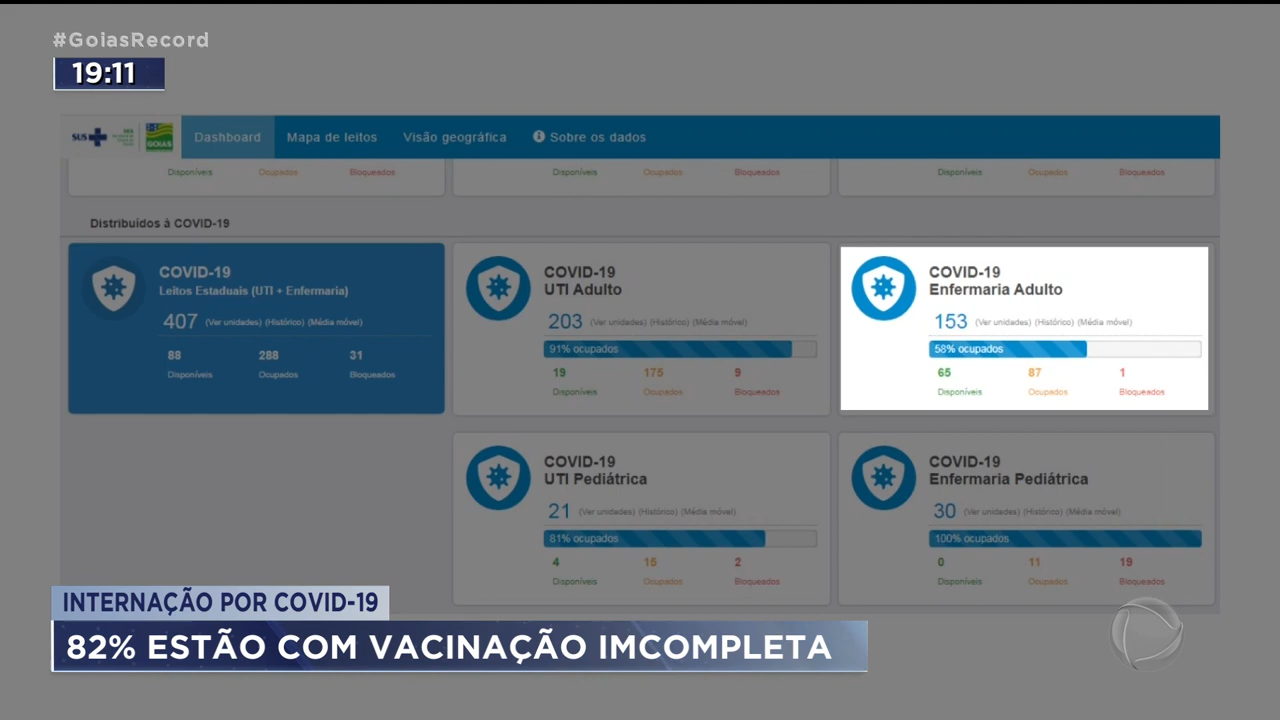 #GoiasRecord
19:11
SUS
GOIÁS
Dashboard
Mapa de leitos
Visão geográfica
Sobre os dados
Disponíveis Ocupados Bloqueados
Disponíveis Ocupados Bloqueados
Disponíveis Ocupados Bloqueados
Distribuídos à COVID-19
COVID-19
Leitos Estaduais (UTI + Enfermaria)
407 (Ver unidades) (Histórico) (Média móvel)
88 288 31
Disponíveis Ocupados Bloqueados
COVID-19
UTI Adulto
203 (Ver unidades) (Histórico) (Média móvel)
91% ocupados
19 175 9
Disponíveis Ocupados Bloqueados
COVID-19
Enfermaria Adulto
153 (Ver unidades) (Histórico) (Média móvel)
58% ocupados
65 87 1
Disponíveis Ocupados Bloqueados
COVID-19
UTI Pediátrica
21 (Ver unidades) (Histórico) (Média móvel)
81% ocupados
4 15 2
Disponíveis Ocupados Bloqueados
COVID-19
Enfermaria Pediátrica
30 (Ver unidades) (Histórico) (Média móvel)
100% ocupados
0 11 19
Disponíveis Ocupados Bloqueados
INTERNAÇÃO POR COVID-19
82% ESTÃO COM VACINAÇÃO IMCOMPLETA